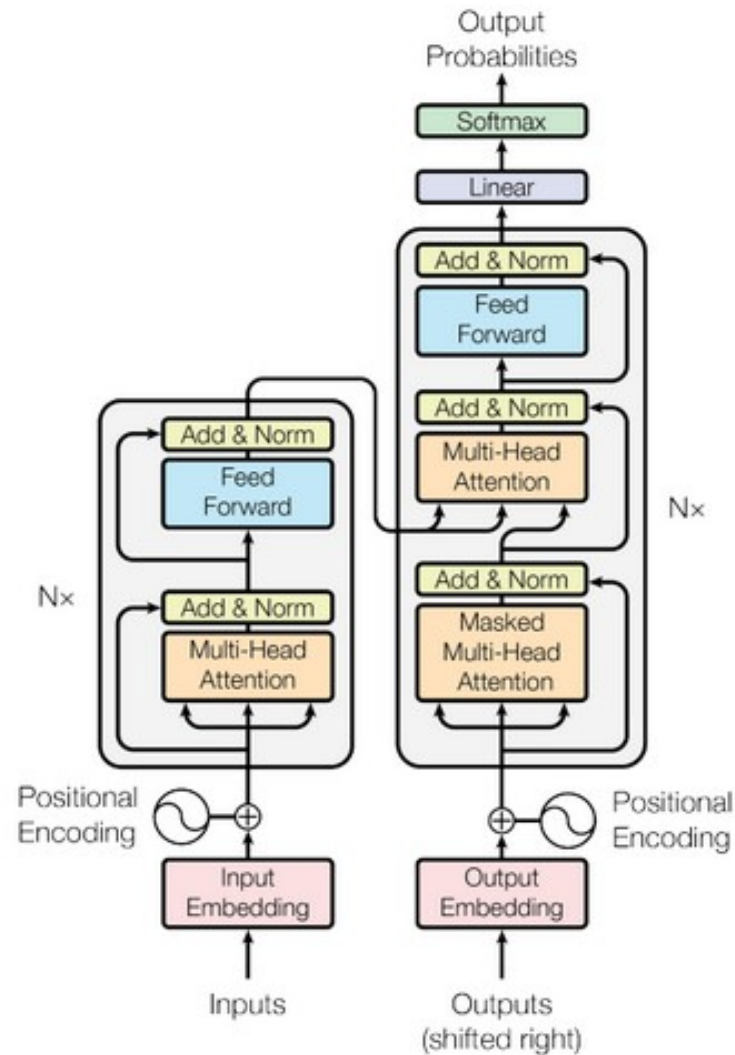 Output
Probabilities
Softmax
Linear
Add & Norm
Feed
Forward
Add & Norm
Multi-Head
Attention
Add & Norm
Masked
Multi-Head
Attention
N×
Add & Norm
Feed
Forward
Add & Norm
Multi-Head
Attention
N×
Positional
Encoding
Positional
Encoding
Input
Embedding
Output
Embedding
Inputs
Outputs
(shifted right)